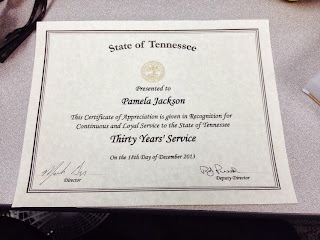 State of Tennessee
Presented to
Pamela Jackson
This Certificate of Appreciation is given in Recognition for
Continuous and Loyal Service to the State of Tennessee
Thirty Years' Service
On the 18th Day of December 2013
Director
Deputy Director